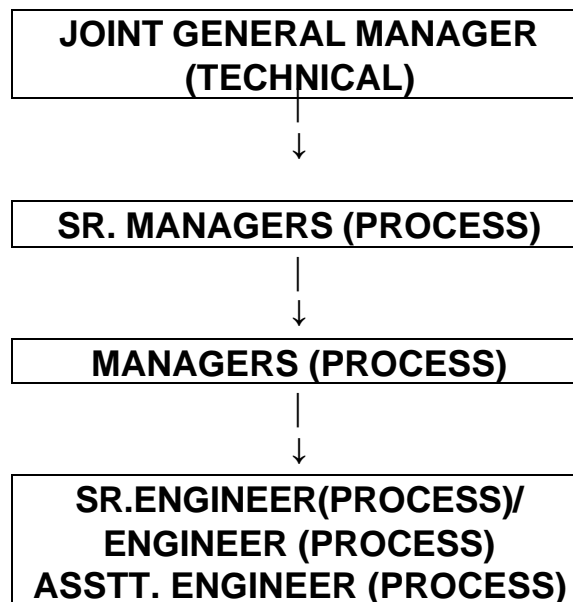 JOINT GENERAL MANAGER
(TECHNICAL)
SR. MANAGERS (PROCESS)
MANAGERS (PROCESS)
SR.ENGINEER(PROCESS)/
ENGINEER (PROCESS)
ASSTT. ENGINEER (PROCESS)